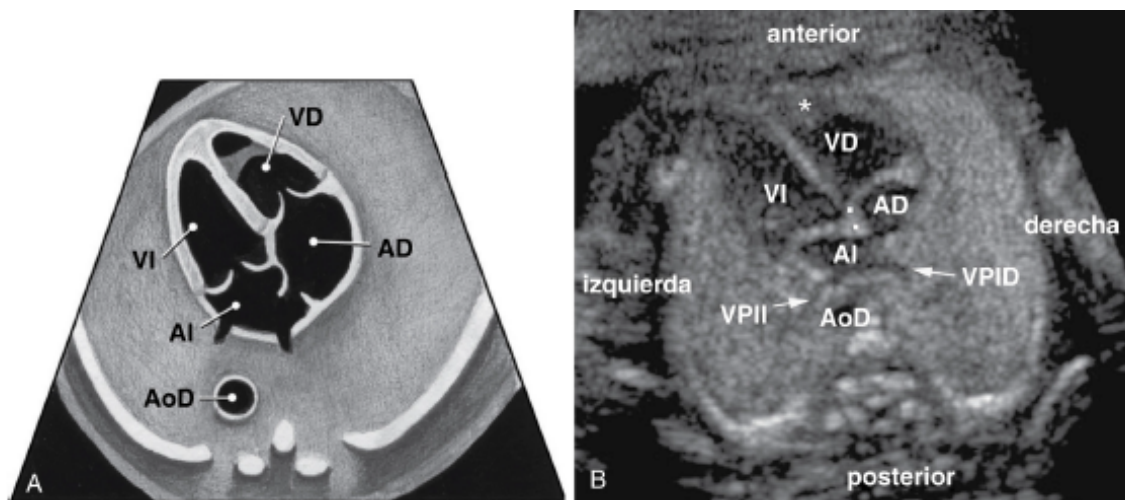 VD
VI
AD
AI
AoD
A
anterior
*
VD
VI
AD
derecha
AI
izquierda
VPID
VPII
AoD
posterior
B